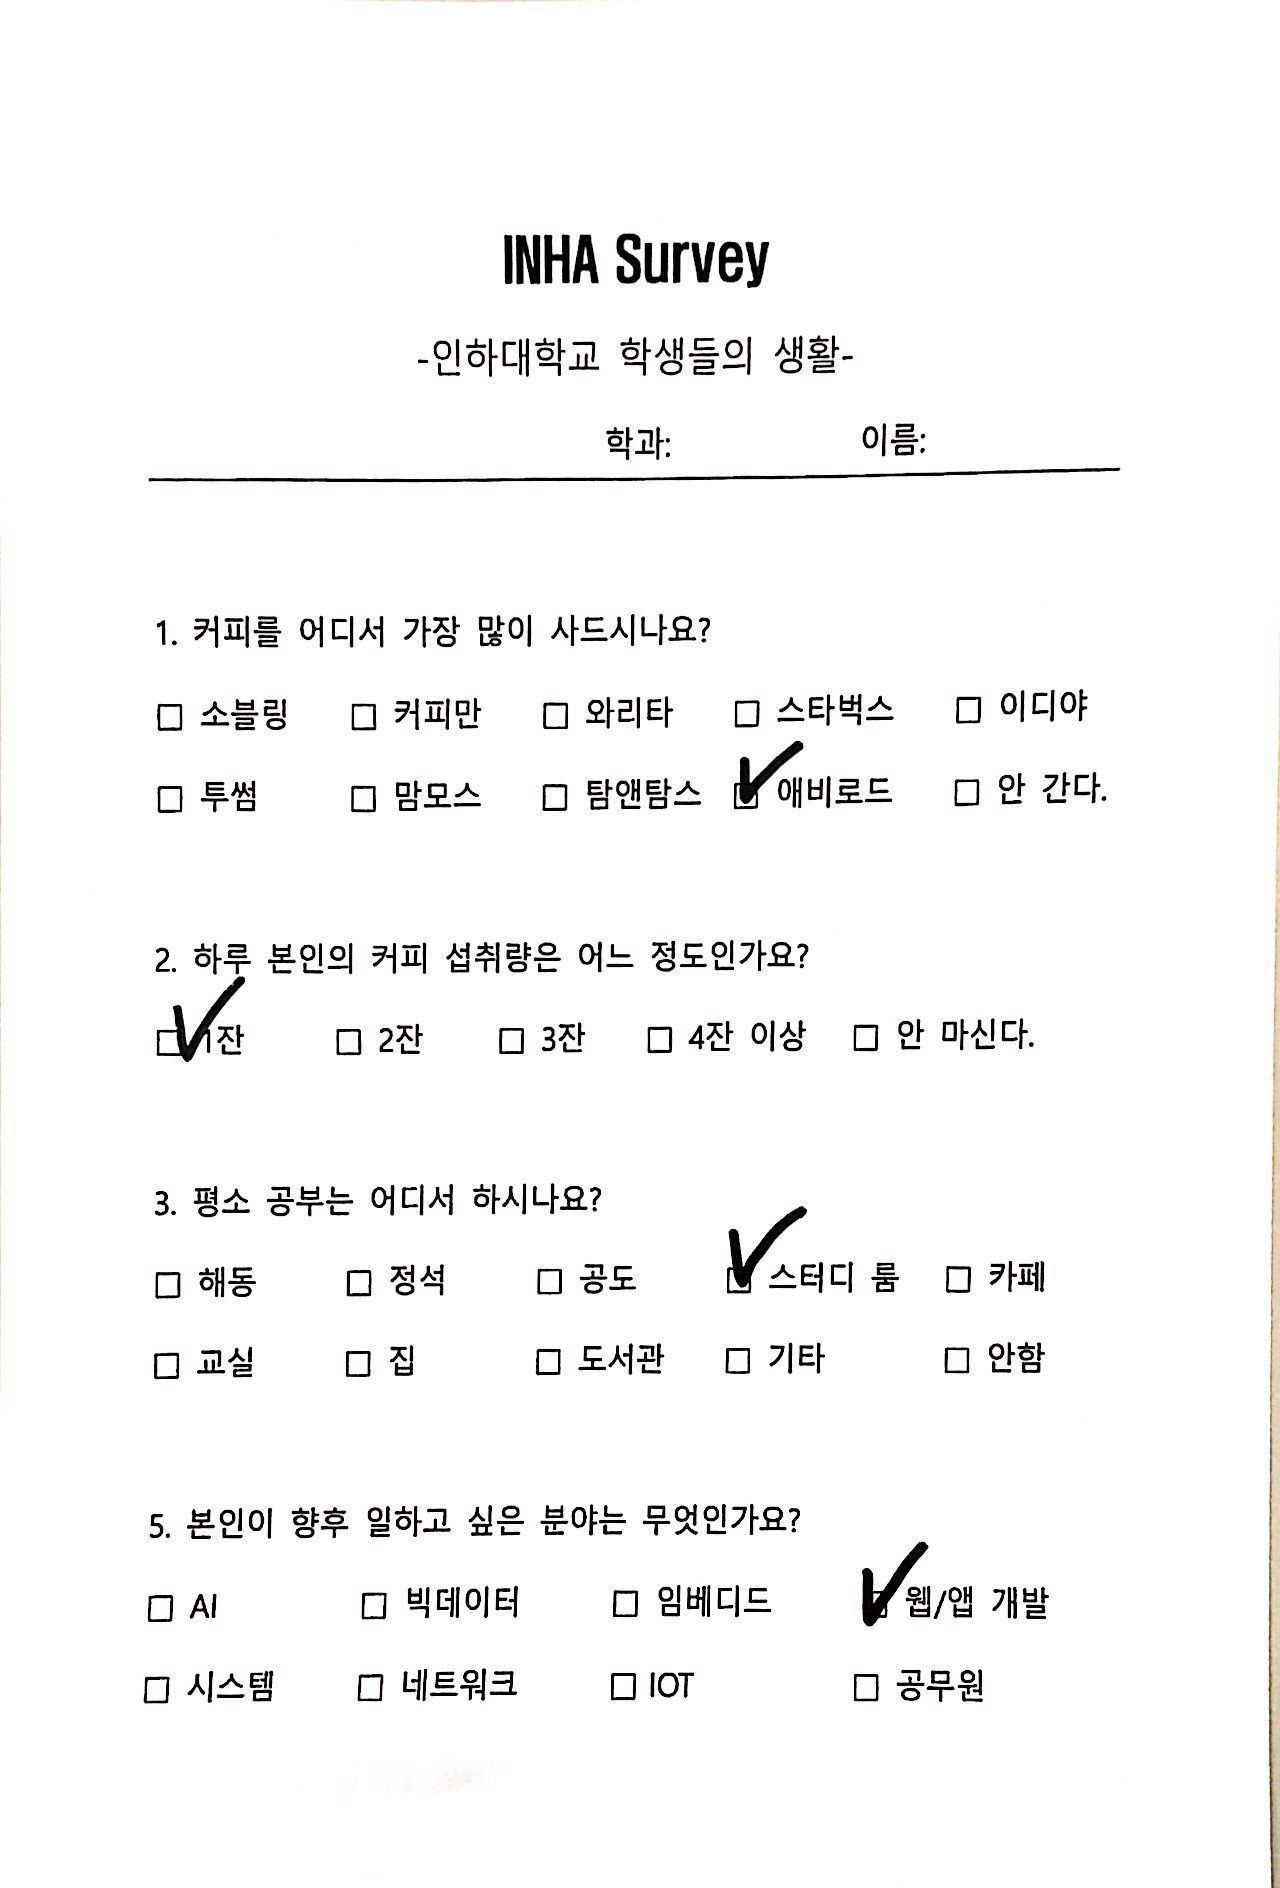 INHA Survey
-인하대학교 학생들의 생활-
학과: 이름:
1. 커피를 어디서 가장 많이 사드시나요?
☐ 소블링 ☐ 커피만 ☐ 와리타 ☐ 스타벅스 ☐ 이디야
☐ 투썸 ☐ 맘모스 ☐ 탐앤탐스 ☑ 애비로드 ☐ 안 간다.
2. 하루 본인의 커피 섭취량은 어느 정도인가요?
☑ 1잔 ☐ 2잔 ☐ 3잔 ☐ 4잔 이상 ☐ 안 마신다.
3. 평소 공부는 어디서 하시나요?
☐ 해동 ☐ 정석 ☐ 공도 ☑ 스터디 룸 ☐ 카페
☐ 교실 ☐ 집 ☐ 도서관 ☐ 기타 ☐ 안함
5. 본인이 향후 일하고 싶은 분야는 무엇인가요?
☐ AI ☐ 빅데이터 ☐ 임베디드 ☑ 웹/앱 개발
☐ 시스템 ☐ 네트워크 ☐ IOT ☐ 공무원